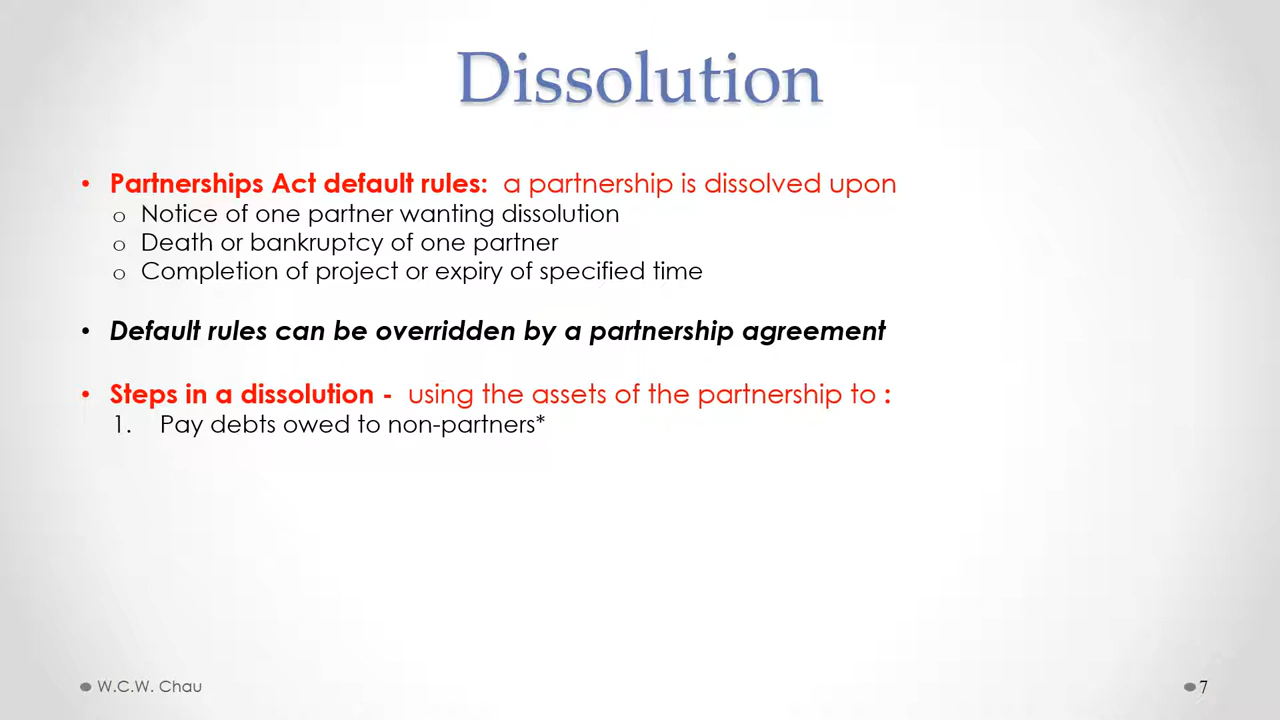 Dissolution
• Partnerships Act default rules: a partnership is dissolved upon
o Notice of one partner wanting dissolution
o Death or bankruptcy of one partner
o Completion of project or expiry of specified time
• Default rules can be overridden by a partnership agreement
• Steps in a dissolution - using the assets of the partnership to :
1. Pay debts owed to non-partners*
W.C.W. Chau
7